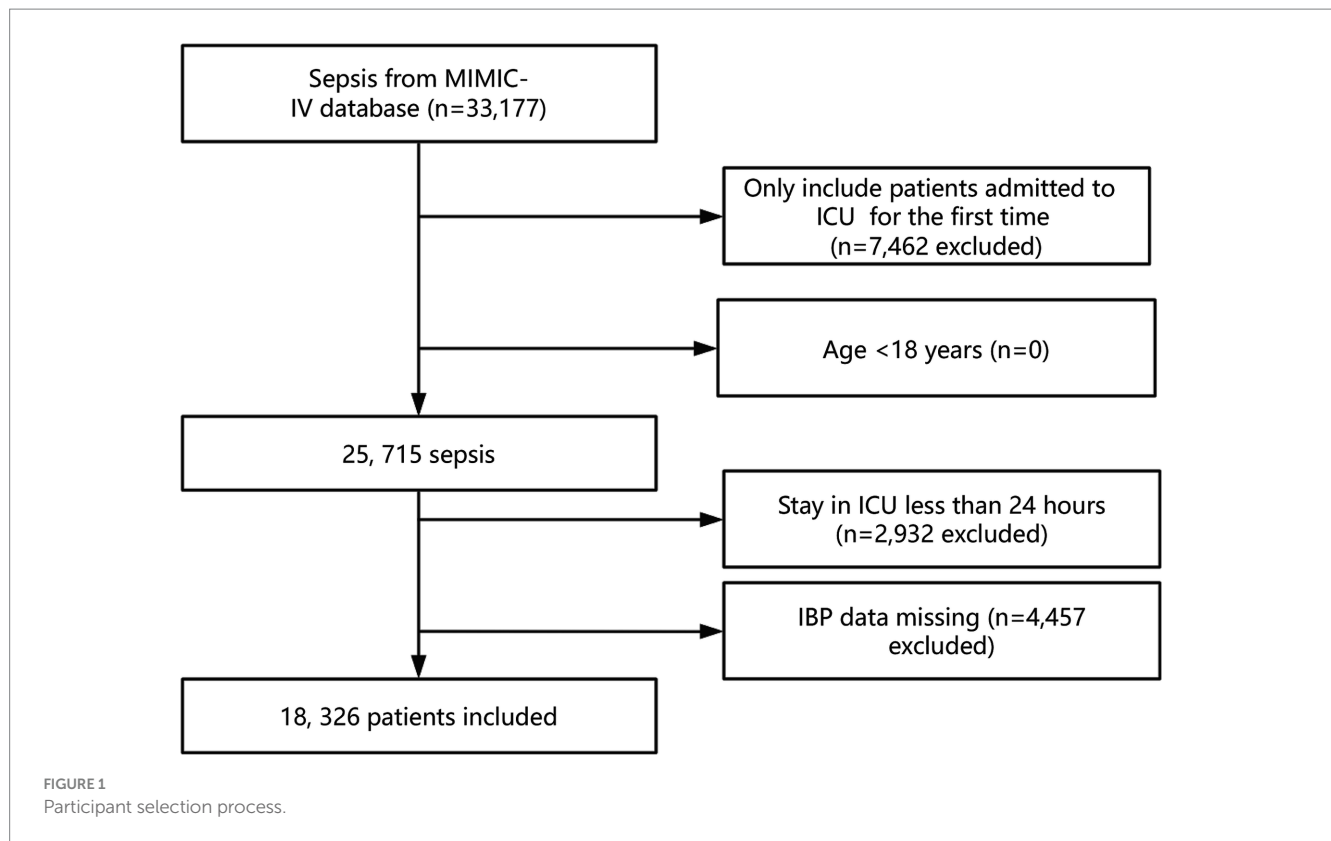 Sepsis from MIMIC-
IV database (n=33,177)
Only include patients admitted to
ICU for the first time
(n=7,462 excluded)
Age <18 years (n=0)
25, 715 sepsis
Stay in ICU less than 24 hours
(n=2,932 excluded)
IBP data missing (n=4,457
excluded)
18, 326 patients included
FIGURE 1
Participant selection process.